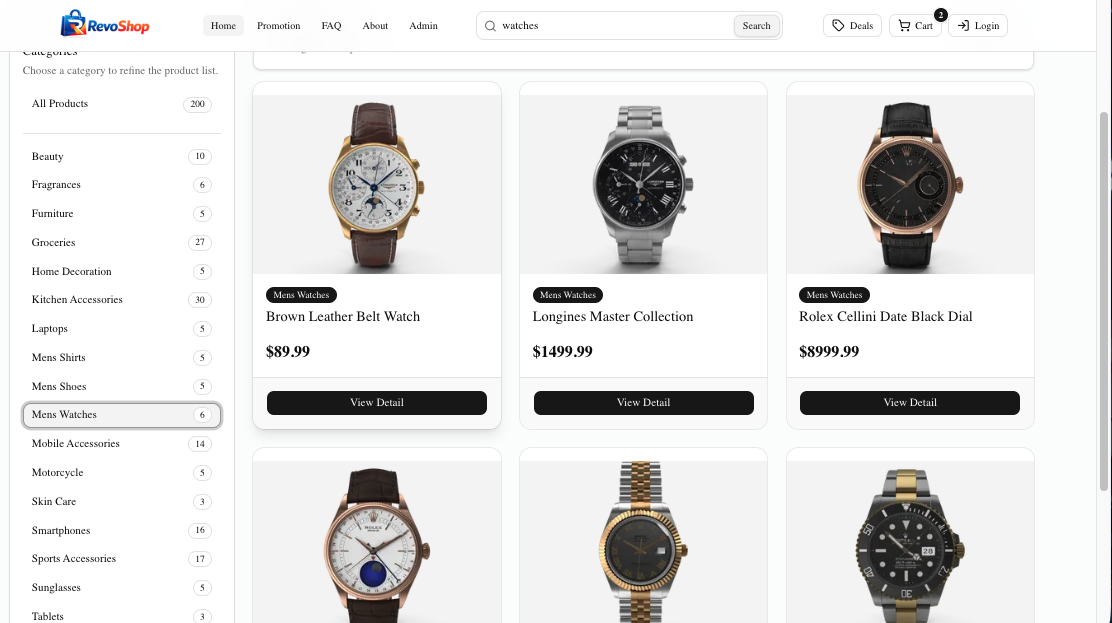 RevoShop
Home
Promotion
FAQ
About
Admin
watches
Search
Deals
Cart
2
Login
Categories
Choose a category to refine the product list.
All Products 200
Beauty 10
Fragrances 6
Furniture 5
Groceries 27
Home Decoration 5
Kitchen Accessories 30
Laptops 5
Mens Shirts 5
Mens Shoes 5
Mens Watches 6
Mobile Accessories 14
Motorcycle 5
Skin Care 3
Smartphones 16
Sports Accessories 17
Sunglasses 5
Tablets 3
Mens Watches
Brown Leather Belt Watch
$89.99
View Detail
Mens Watches
Longines Master Collection
$1499.99
View Detail
Mens Watches
Rolex Cellini Date Black Dial
$8999.99
View Detail
ROLEX
28